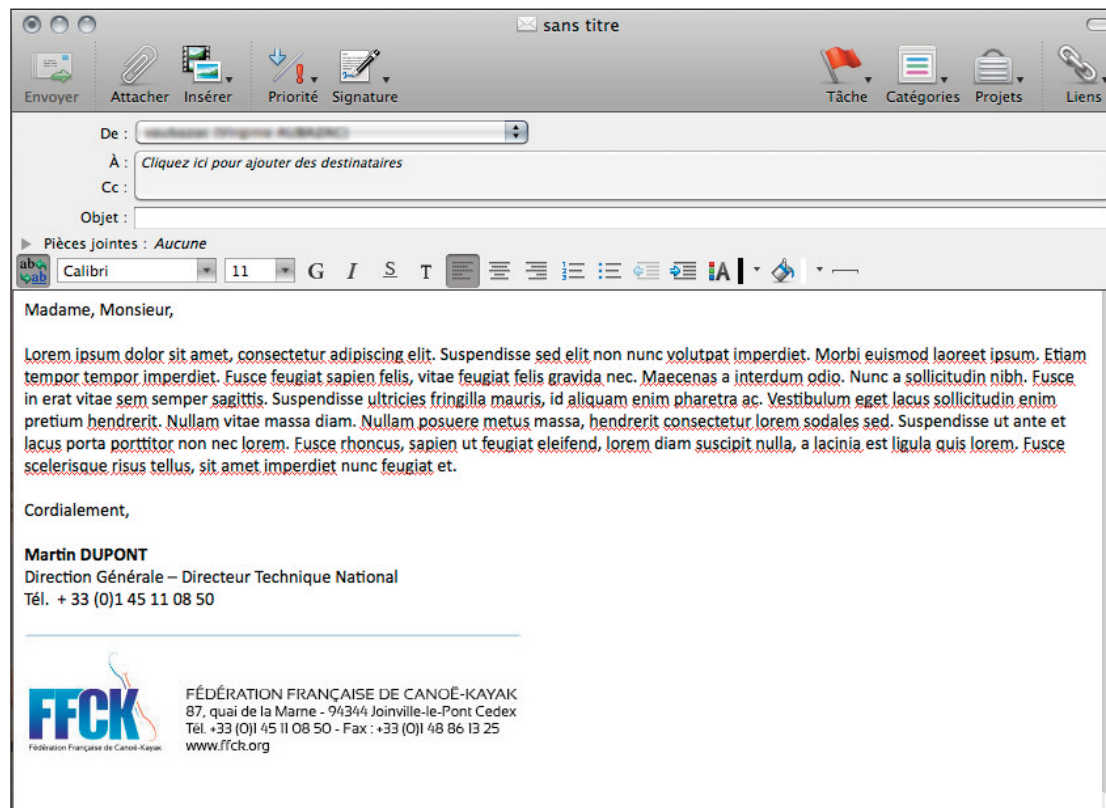 sans titre
Envoyer Attacher Insérer Priorité Signature Tâche Catégories Projets Liens
De :
À : Cliquez ici pour ajouter des destinataires
Cc :
Objet :
Pièces jointes : Aucune
Calibri 11 G I S T
Madame, Monsieur,
Lorem ipsum dolor sit amet, consectetur adipiscing elit. Suspendisse sed elit non nunc volutpat imperdiet. Morbi euismod laoreet ipsum. Etiam
tempor tempor imperdiet. Fusce feugiat sapien felis, vitae feugiat felis gravida nec. Maecenas a interdum odio. Nunc a sollicitudin nibh. Fusce
in erat vitae sem semper sagittis. Suspendisse ultricies fringilla mauris, id aliquam enim pharetra ac. Vestibulum eget lacus sollicitudin enim
pretium hendrerit. Nullam vitae massa diam. Nullam posuere metus massa, hendrerit consectetur lorem sodales sed. Suspendisse ut ante et
lacus porta porttitor non nec lorem. Fusce rhoncus, sapien ut feugiat eleifend, lorem diam suscipit nulla, a lacinia est ligula quis lorem. Fusce
scelerisque risus tellus, sit amet imperdiet nunc feugiat et.
Cordialement,
Martin DUPONT
Direction Générale – Directeur Technique National
Tél. + 33 (0)1 45 11 08 50
FFCK
Fédération Française de Canoë-Kayak
FÉDÉRATION FRANÇAISE DE CANOË-KAYAK
87, quai de la Marne - 94344 Joinville-le-Pont Cedex
Tél. +33 (0)1 45 11 08 50 - Fax : +33 (0)1 48 86 13 25
www.ffck.org